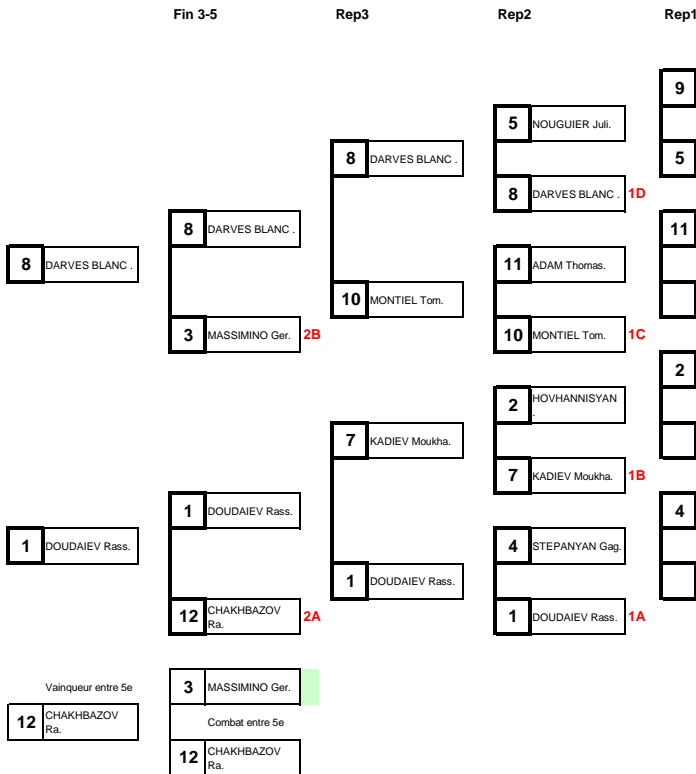 Fin 3-5 Rep3 Rep2 Rep1
9
5 NOUGUIER Juli.
8 DARVES BLANC . 5
8 DARVES BLANC . 1D
8 DARVES BLANC . 11
8 DARVES BLANC . 11 ADAM Thomas.
10 MONTIEL Tom.
3 MASSIMINO Ger. 2B 10 MONTIEL Tom. 1C
2
2 HOVHANNISYAN
.
7 KADIEV Moukha.
7 KADIEV Moukha. 1B
1 DOUDAIEV Rass. 4
1 DOUDAIEV Rass. 4 STEPANYAN Gag.
1 DOUDAIEV Rass.
12 CHAKHBAZOV
Ra. 2A 1 DOUDAIEV Rass. 1A
Vainqueur entre 5e 3 MASSIMINO Ger.
12 CHAKHBAZOV
Ra. Combat entre 5e
12 CHAKHBAZOV
Ra.